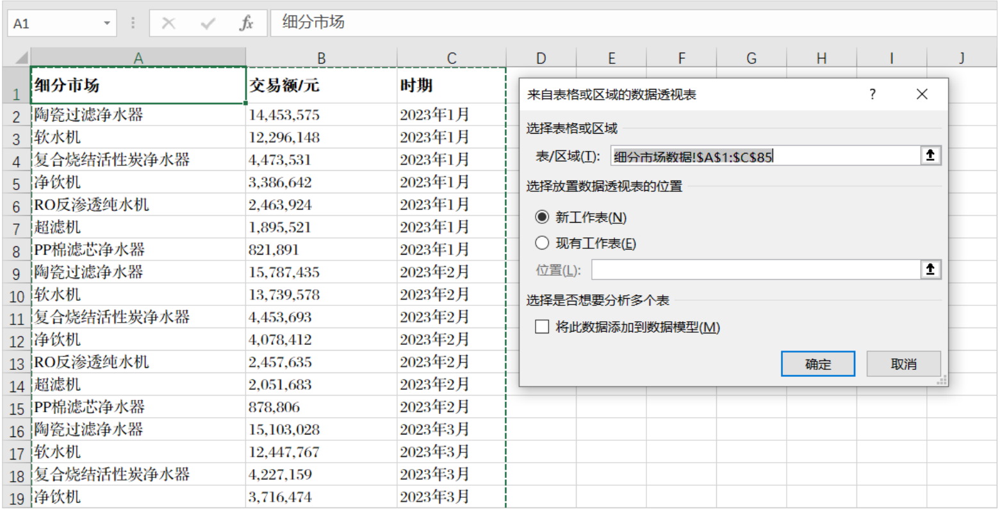 A1 fx 细分市场
A B C D E F G H I J
1 细分市场 交易额/元 时期
2 陶瓷过滤净水器 14,453,575 2023年1月
3 软水机 12,296,148 2023年1月
4 复合烧结活性炭净水器 4,473,531 2023年1月
5 净饮机 3,386,642 2023年1月
6 RO反渗透纯水机 2,463,924 2023年1月
7 超滤机 1,895,521 2023年1月
8 PP棉滤芯净水器 821,891 2023年1月
9 陶瓷过滤净水器 15,787,435 2023年2月
10 软水机 13,739,578 2023年2月
11 复合烧结活性炭净水器 4,453,693 2023年2月
12 净饮机 4,078,412 2023年2月
13 RO反渗透纯水机 2,457,635 2023年2月
14 超滤机 2,051,683 2023年2月
15 PP棉滤芯净水器 878,806 2023年2月
16 陶瓷过滤净水器 15,103,028 2023年3月
17 软水机 12,447,767 2023年3月
18 复合烧结活性炭净水器 4,227,159 2023年3月
19 净饮机 3,716,474 2023年3月
来自表格或区域的数据透视表 ?
选择表格或区域
表/区域(T): 细分市场数据!$A$1:$C$85
选择放置数据透视表的位置
新工作表(N)
现有工作表(E)
位置(L):
选择是否想要分析多个表
将此数据添加到数据模型(M)
确定 取消